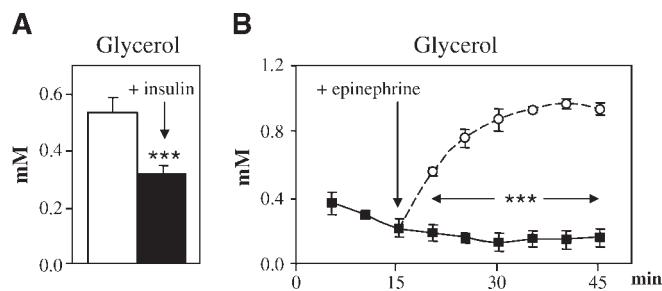 A
Glycerol
mM
0.6
0.4
0.2
0.0
+ insulin
***
B
Glycerol
mM
1.2
0.8
0.4
0.0
+ epinephrine
***
0
15
30
45
min